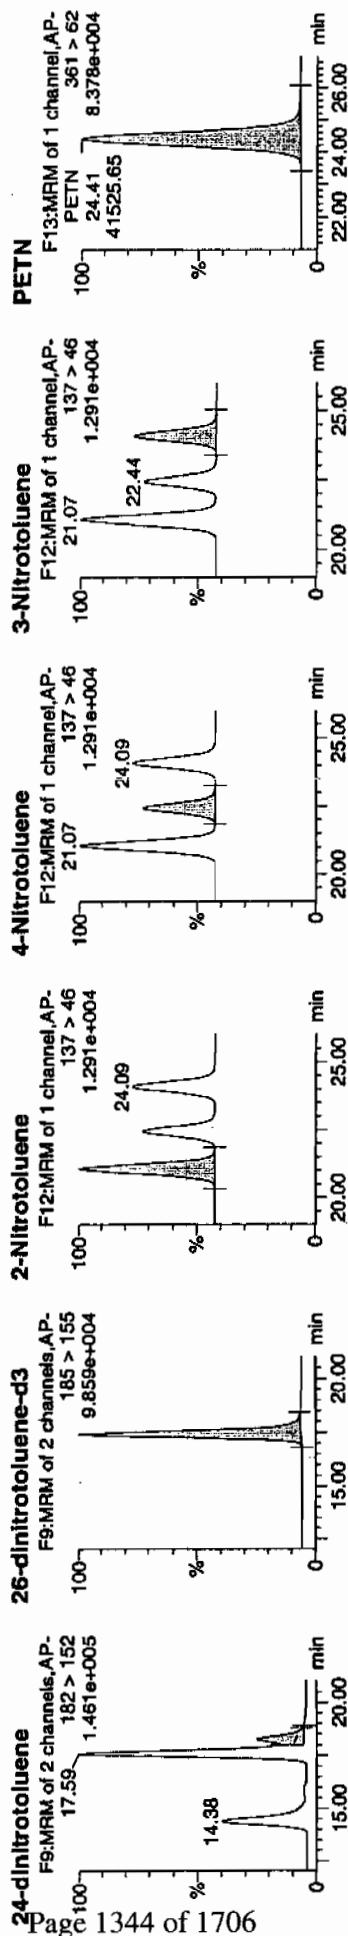 24-dinitrotoluene
F9:MRM of 2 channels,AP-
182 > 152
17.59
1.461e+005
100
14.38
%
0
15.00
20.00
min
26-dinitrotoluene-d3
F9:MRM of 2 channels,AP-
185 > 155
9.859e+004
100
%
0
15.00
20.00
min
2-Nitrotoluene
F12:MRM of 1 channel,AP-
137 > 46
1.291e+004
100
24.09
%
0
20.00
25.00
min
4-Nitrotoluene
F12:MRM of 1 channel,AP-
21.07
137 > 46
1.291e+004
100
24.09
%
0
20.00
25.00
min
3-Nitrotoluene
F12:MRM of 1 channel,AP-
21.07
137 > 46
1.291e+004
100
22.44
%
0
20.00
25.00
min
PETN
F13:MRM of 1 channel,AP-
PETN
361 > 62
24.41
8.378e+004
41525.65
100
%
0
22.00
24.00
26.00
min
Page 1344 of 1706